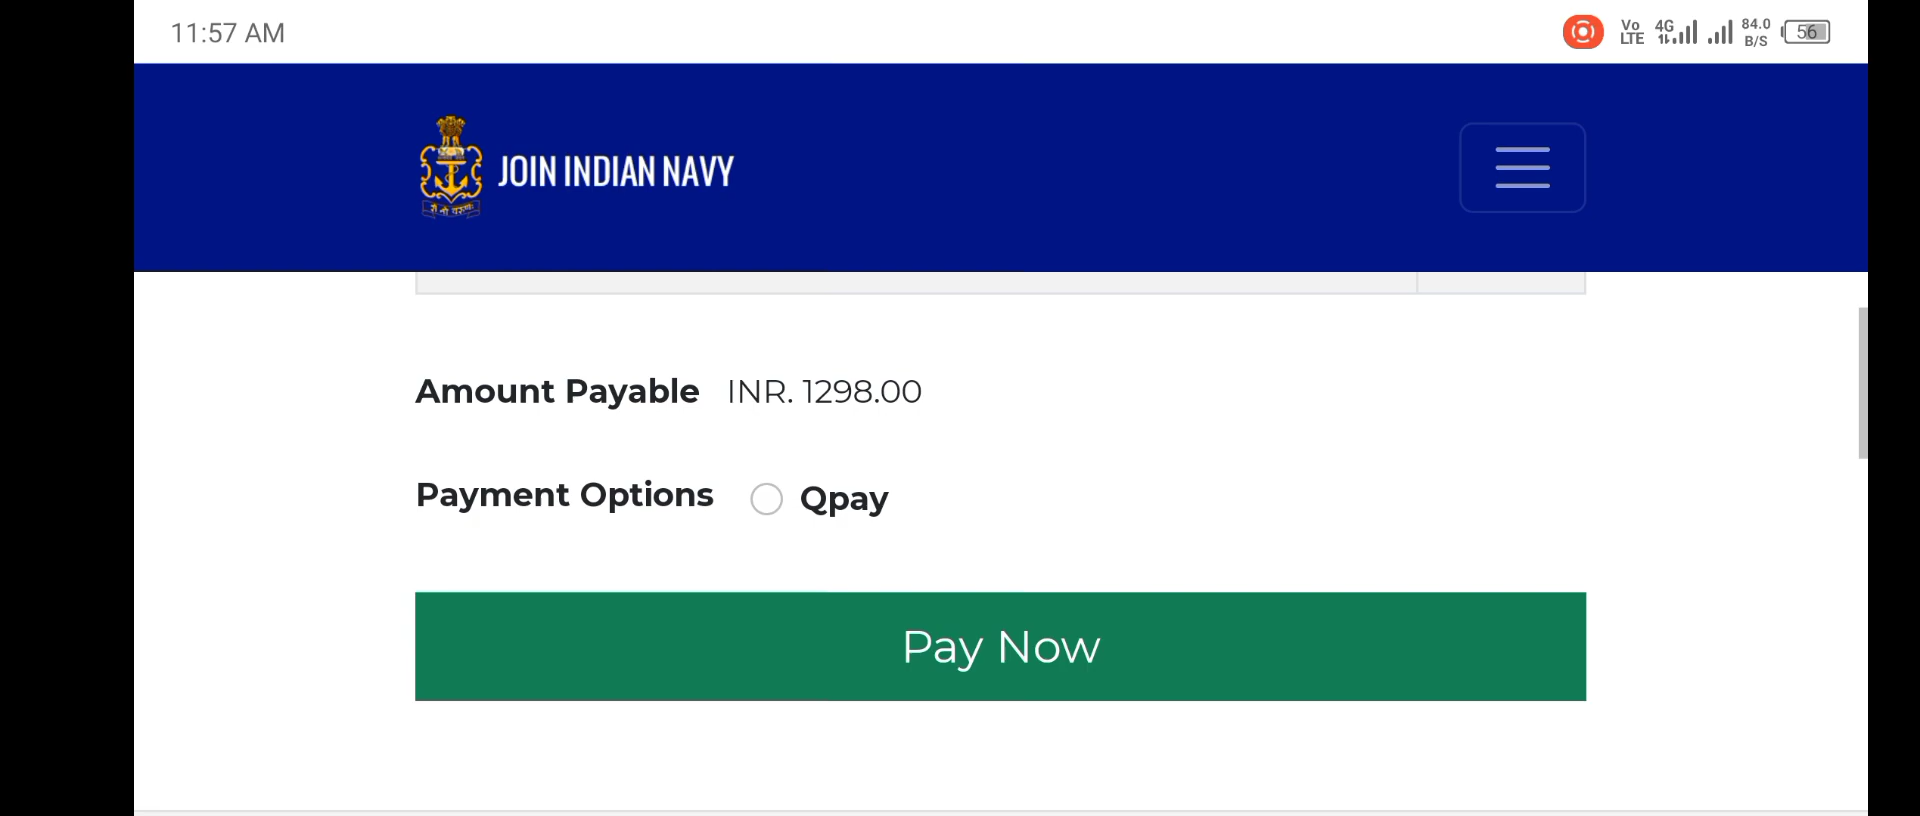 11:57 AM
Vo LTE 4G 84.0 B/S 56
JOIN INDIAN NAVY
Amount Payable INR. 1298.00
Payment Options Qpay
Pay Now